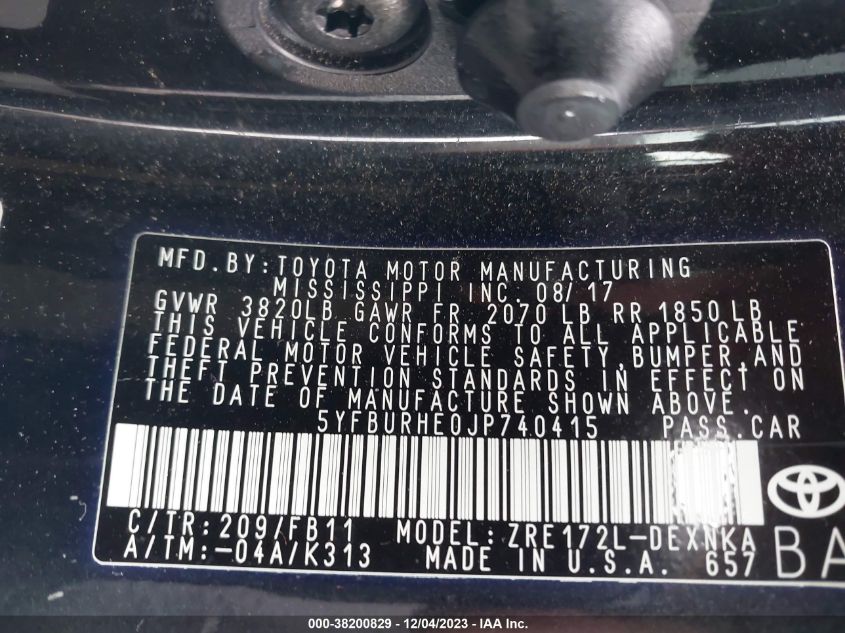 MFD.BY:TOYOTA MOTOR MANUFACTURING
MISSISSIPPI INC. 08/17
GVWR 3820LB GAWR FR 2070 LB RR 1850LB
THIS VEHICLE CONFORMS TO ALL APPLICABLE
FEDERAL MOTOR VEHICLE SAFETY,BUMPER,AND
THEFT PREVENTION STANDARDS IN EFFECT ON
THE DATE OF MANUFACTURE SHOWN ABOVE.
5YFBURHE0JP740415 PASS.CAR
C/TR:209/FB11 MODEL:ZRE172L-DEXNKA
A/TM:-04A/K313 MADE IN U.S.A. 657
BA
000-38200829 - 12/04/2023 - IAA Inc.